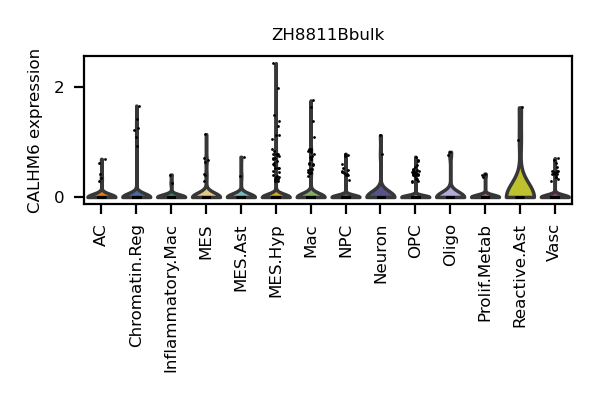 ZH8811Bbulk
CALHM6 expression
2
0
AC
Chromatin.Reg
Inflammatory.Mac
MES
MES.Ast
MES.Hyp
Mac
NPC
Neuron
OPC
Oligo
Prolif.Metab
Reactive.Ast
Vasc